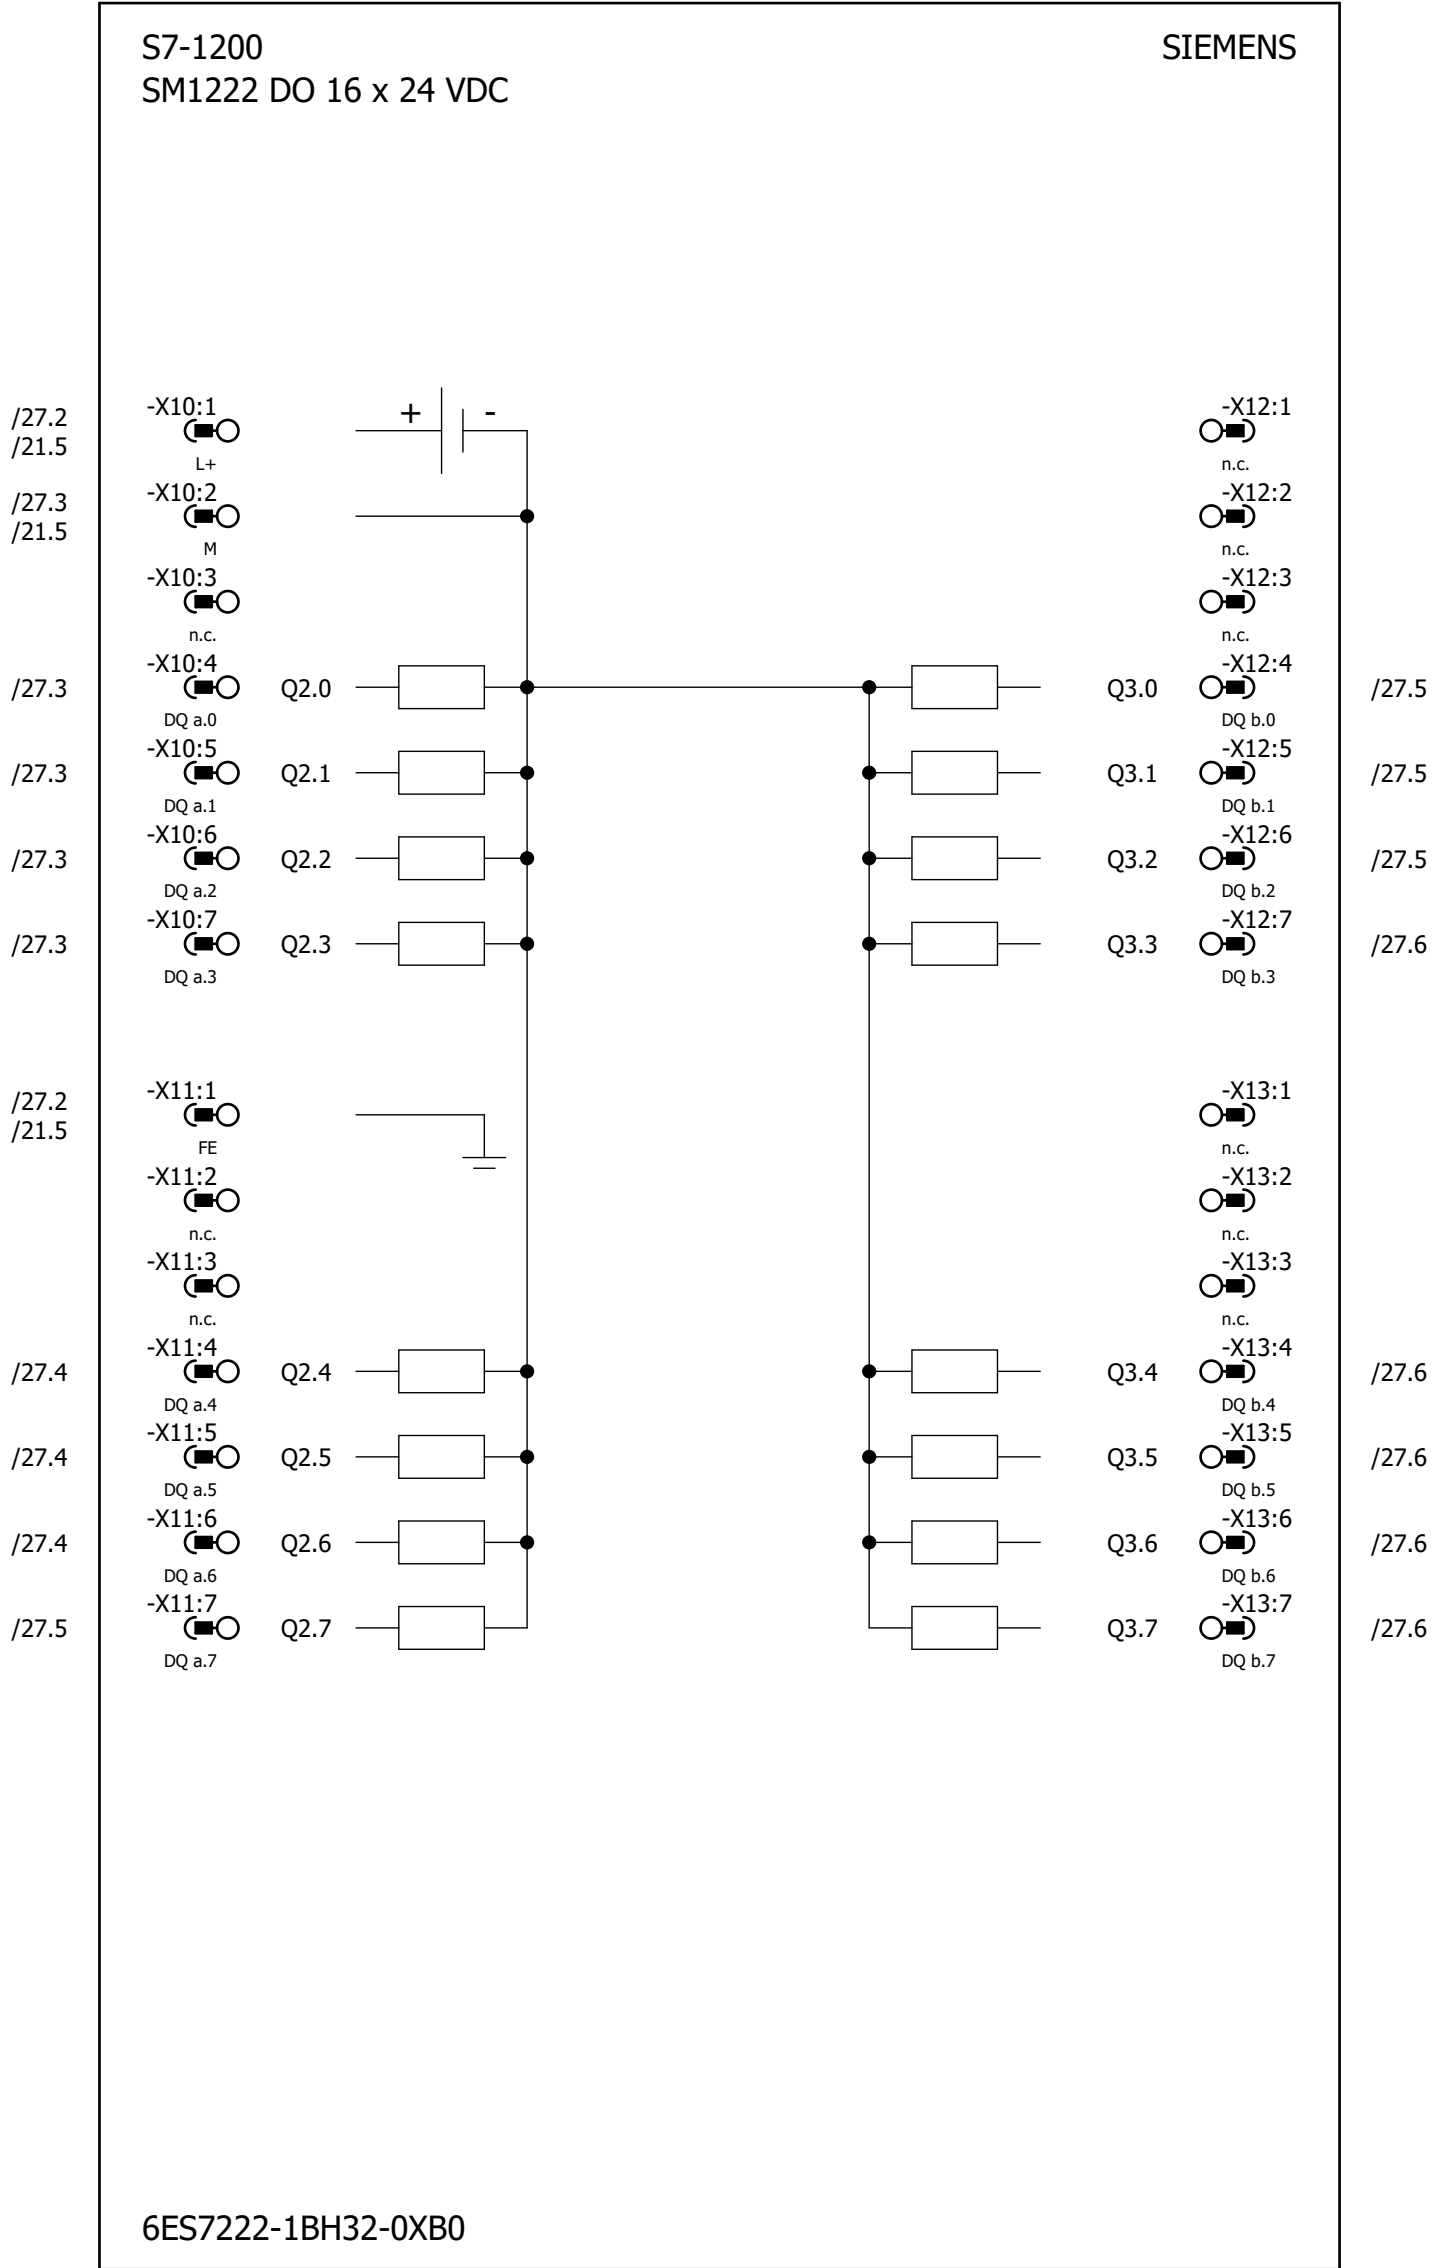 S7-1200 SIEMENS
SM1222 DO 16 x 24 VDC
/27.2 -X10:1 + - -X12:1
/21.5
L+ n.c.
/27.3 -X10:2 -X12:2
/21.5
M n.c.
-X10:3 -X12:3
n.c. n.c.
-X10:4 -X12:4
/27.3 Q2.0 Q3.0 /27.5
DQ a.0 DQ b.0
-X10:5 -X12:5
/27.3 Q2.1 Q3.1 /27.5
DQ a.1 DQ b.1
-X10:6 -X12:6
/27.3 Q2.2 Q3.2 /27.5
DQ a.2 DQ b.2
-X10:7 -X12:7
/27.3 Q2.3 Q3.3 /27.6
DQ a.3 DQ b.3
/27.2 -X11:1 -X13:1
/21.5
FE n.c.
-X11:2 -X13:2
n.c. n.c.
-X11:3 -X13:3
n.c. n.c.
-X11:4 -X13:4
/27.4 Q2.4 Q3.4 /27.6
DQ a.4 DQ b.4
-X11:5 -X13:5
/27.4 Q2.5 Q3.5 /27.6
DQ a.5 DQ b.5
-X11:6 -X13:6
/27.4 Q2.6 Q3.6 /27.6
DQ a.6 DQ b.6
-X11:7 -X13:7
/27.5 Q2.7 Q3.7 /27.6
DQ a.7 DQ b.7
6ES7222-1BH32-0XB0